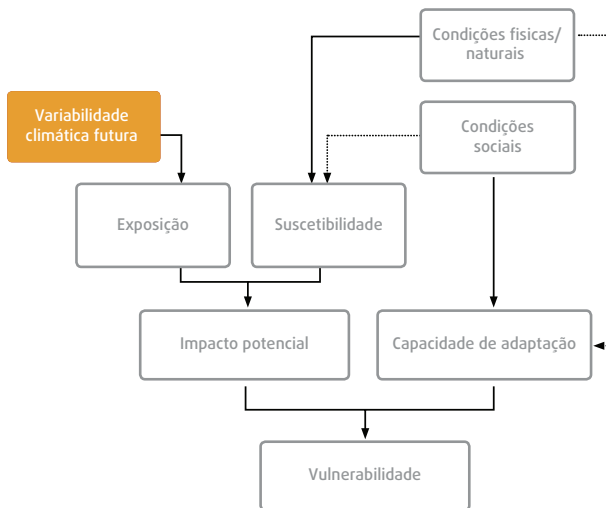 Condições físicas/
naturais
Variabilidade
climática futura
Condições
sociais
Exposição
Suscetibilidade
Impacto potencial
Capacidade de adaptação
Vulnerabilidade